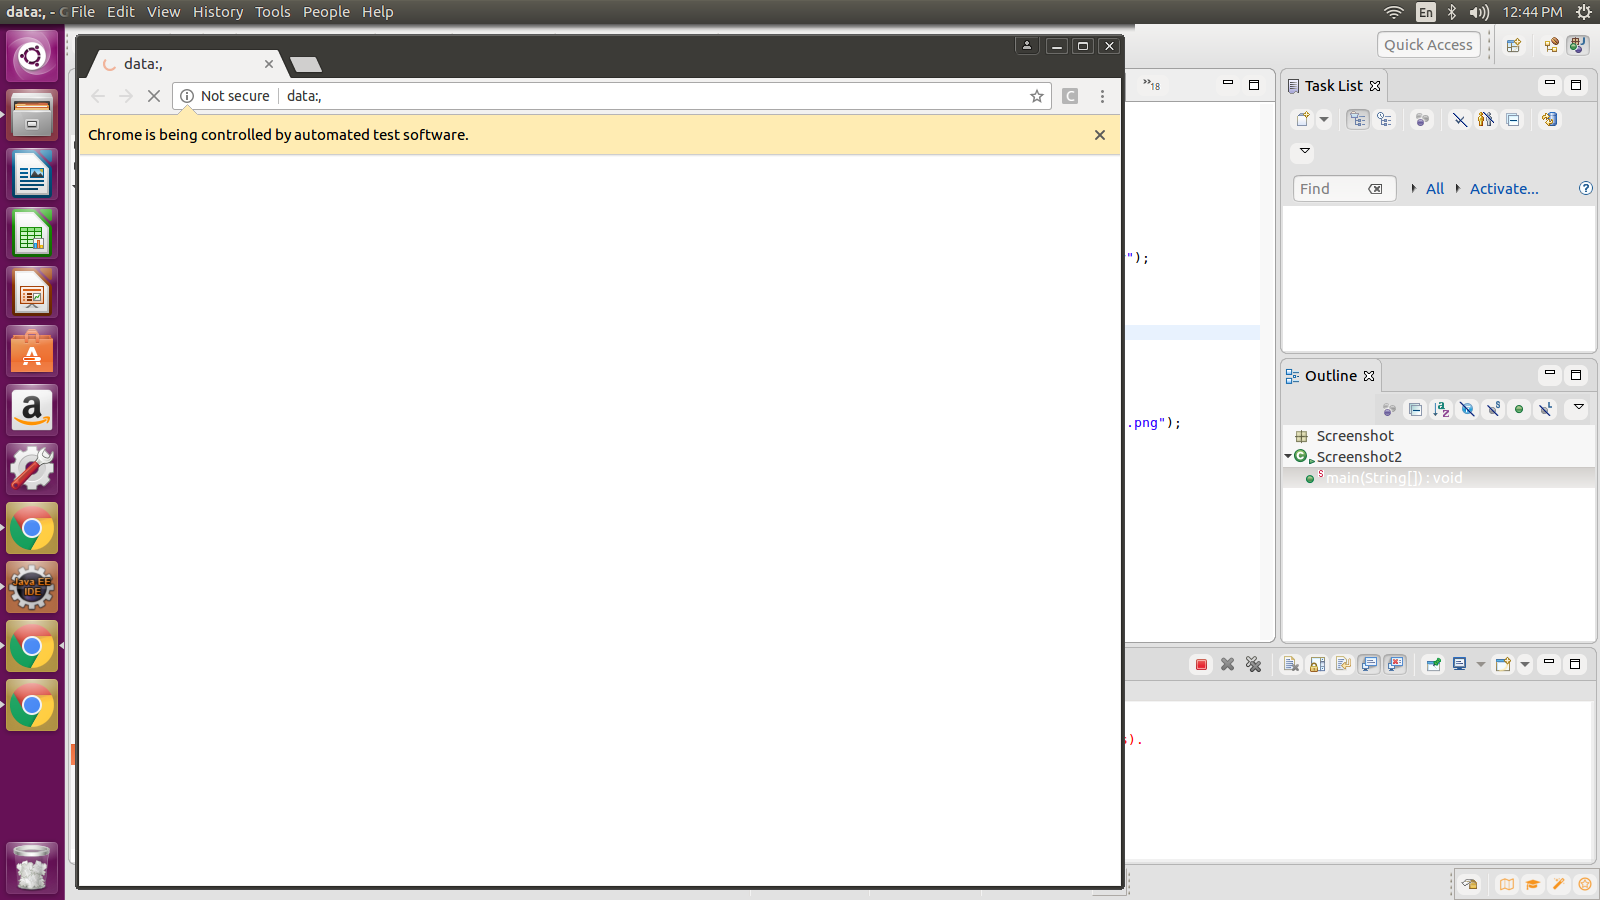 data:, - File Edit View History Tools People Help
En 12:44 PM
data:,
Not secure data:,
Chrome is being controlled by automated test software.
Quick Access
18
Task List
Find All Activate...
");
.png");
Outline
Screenshot
Screenshot2
main(String[]) : void
).
Java EE
IDE